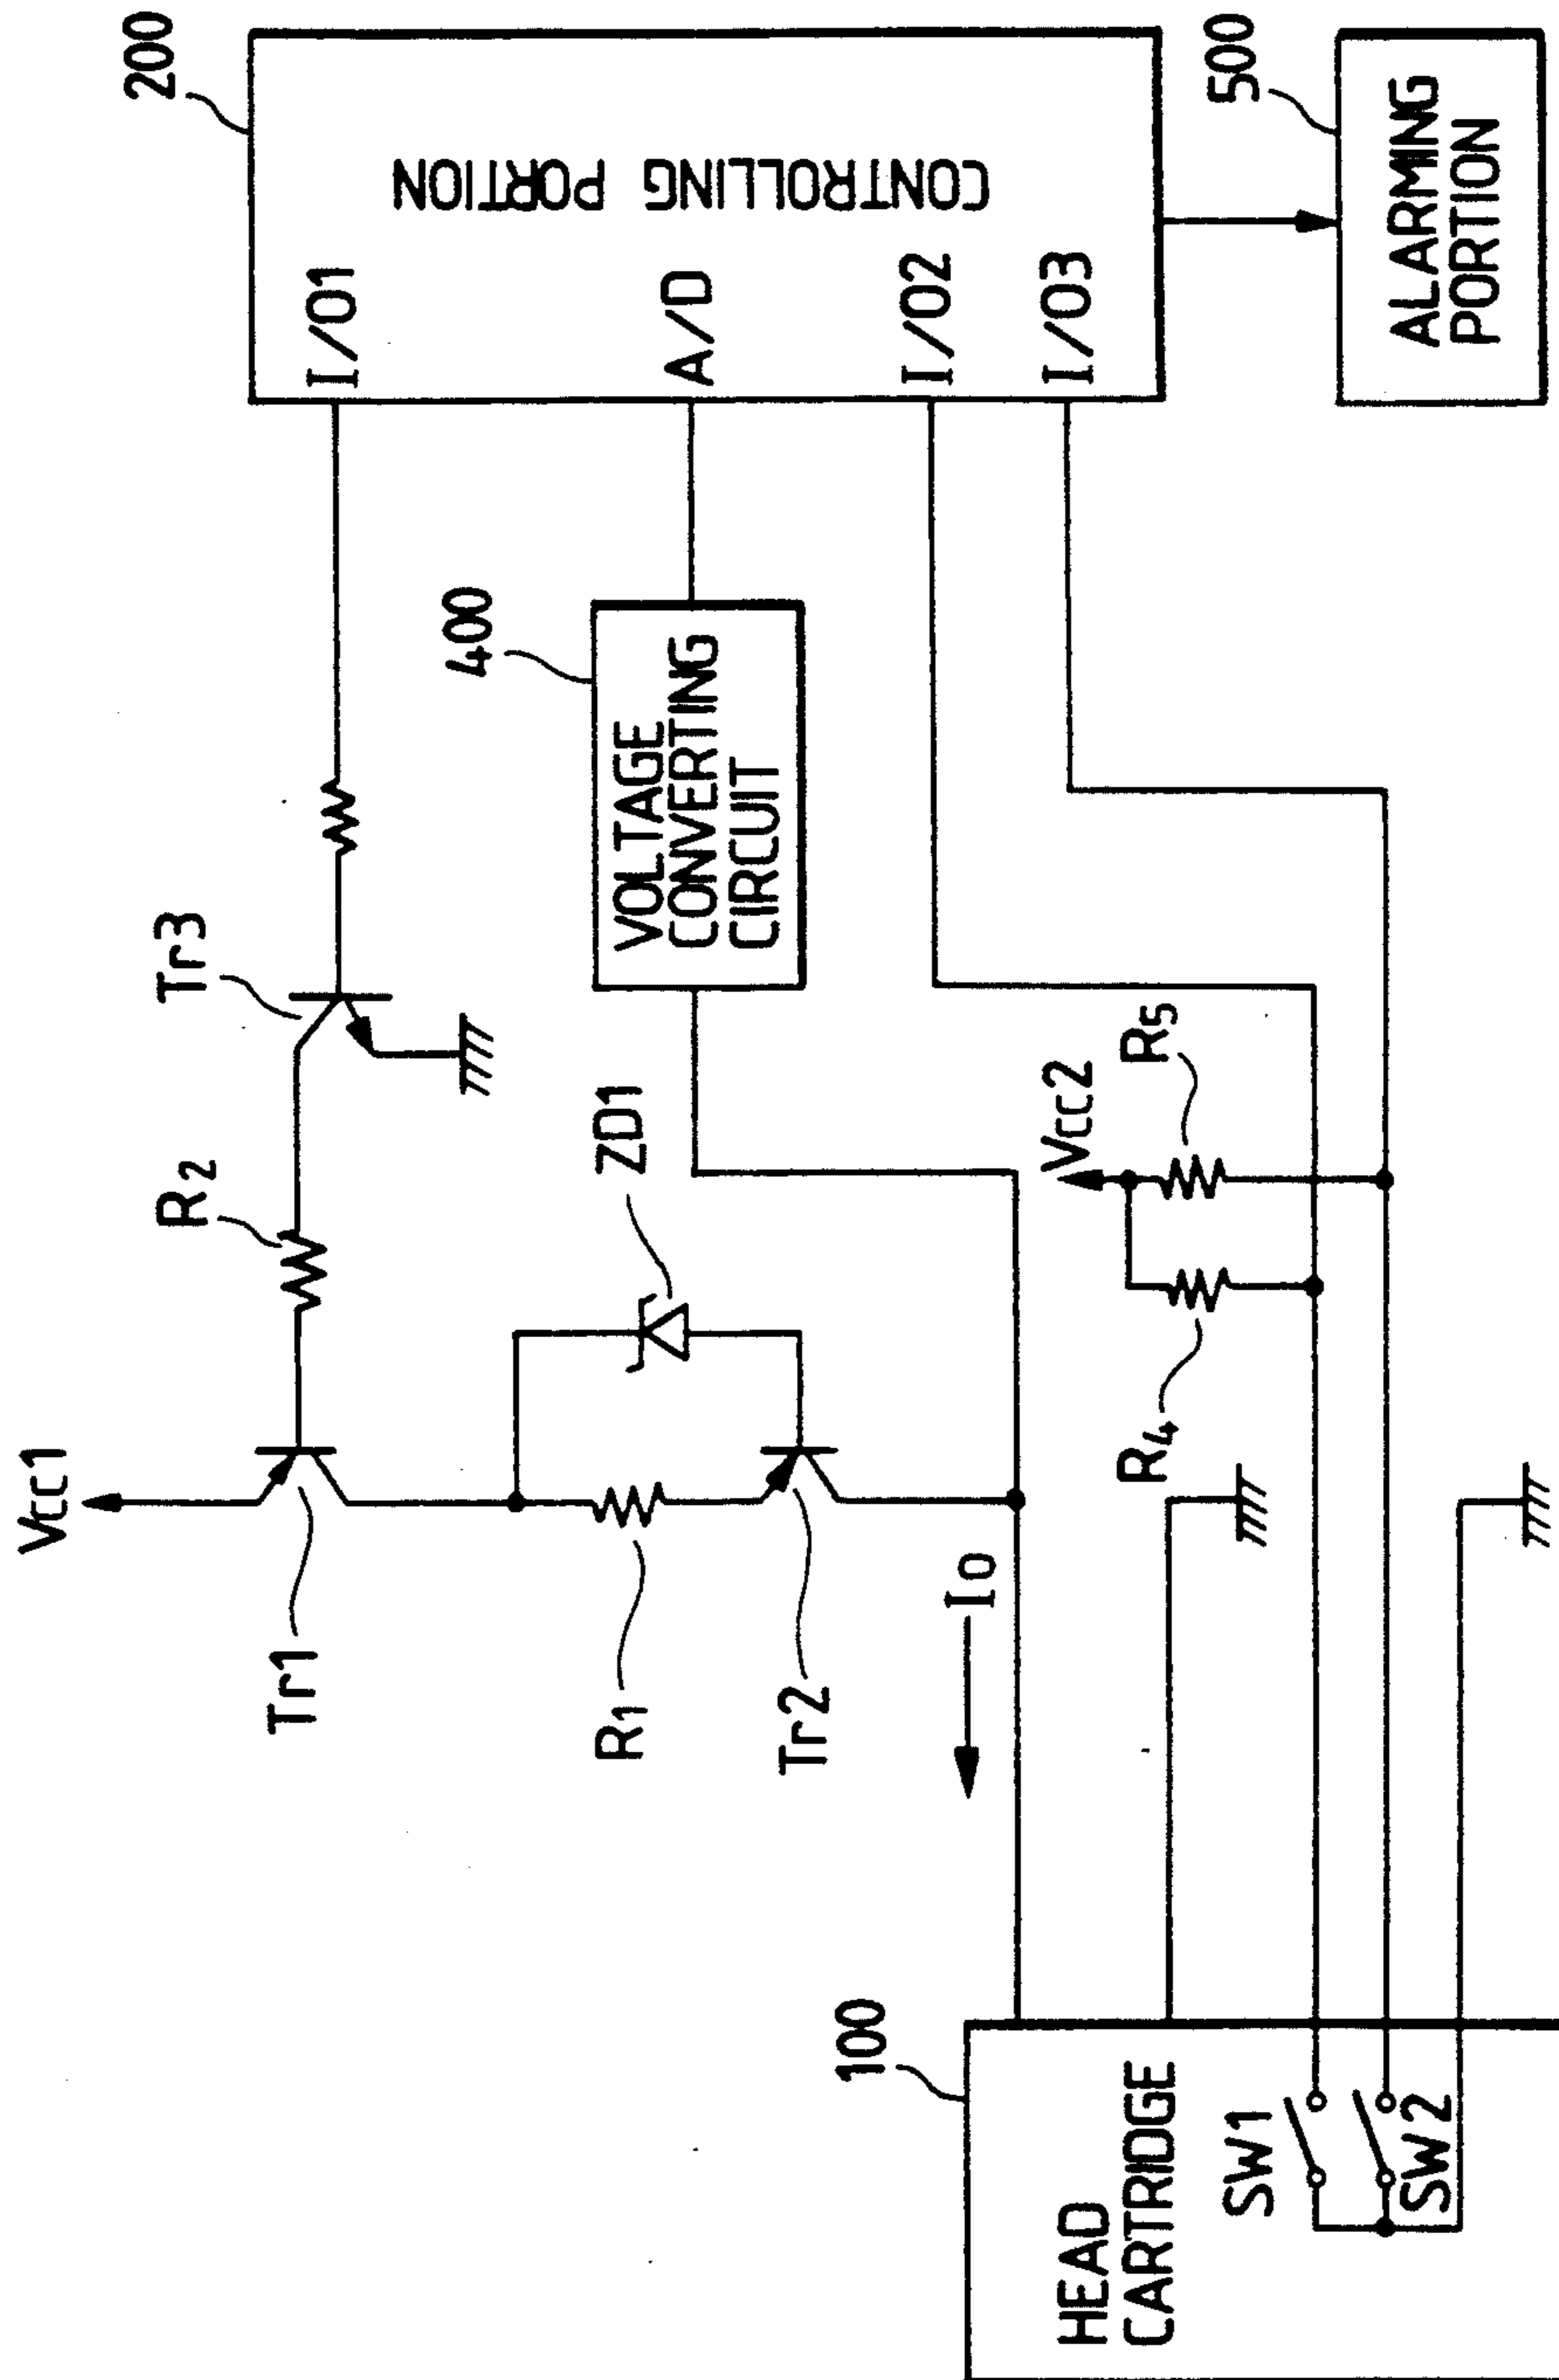 200
CONTROLLING PORTION
I/O1
A/D
I/O2
I/O3
500
ALARMING
PORTION
400
VOLTAGE
CONVERTING
CIRCUIT
Tr3
R2
ZD1
Vcc1
Tr1
R1
Tr2
IO
Vcc2
R5
R4
100
HEAD
CARTRIDGE
SW1
SW2